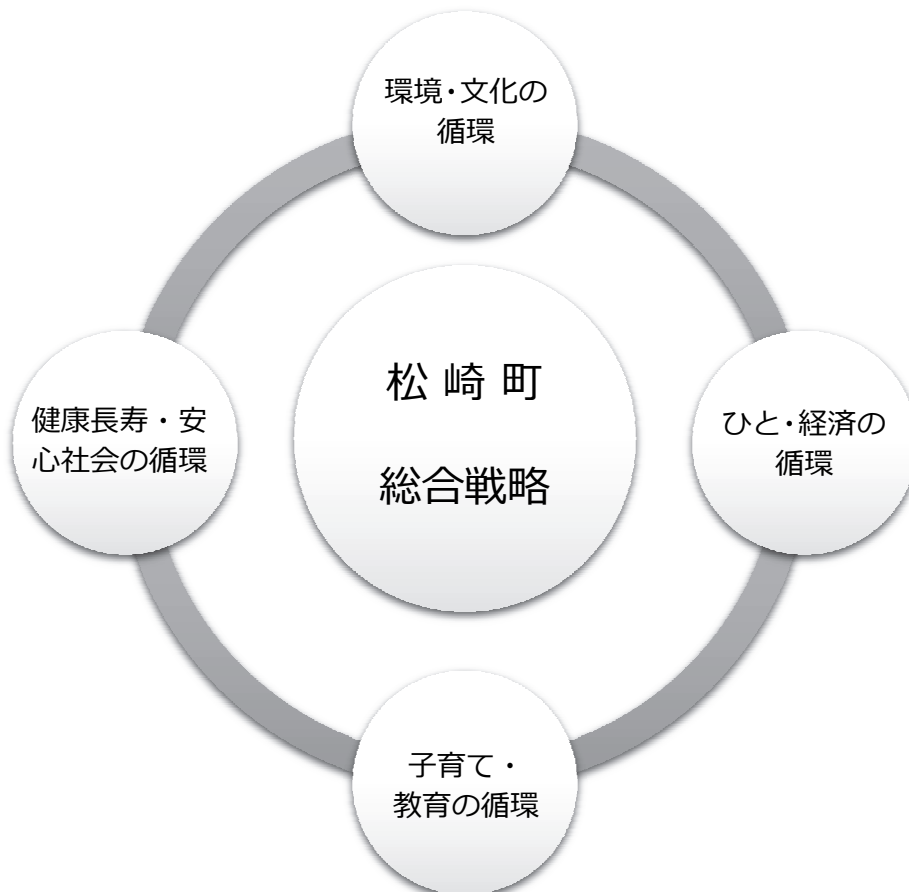 環境・文化の
循環
松崎町
総合戦略
健康長寿・安
心社会の循環
ひと・経済の
循環
子育て・
教育の循環